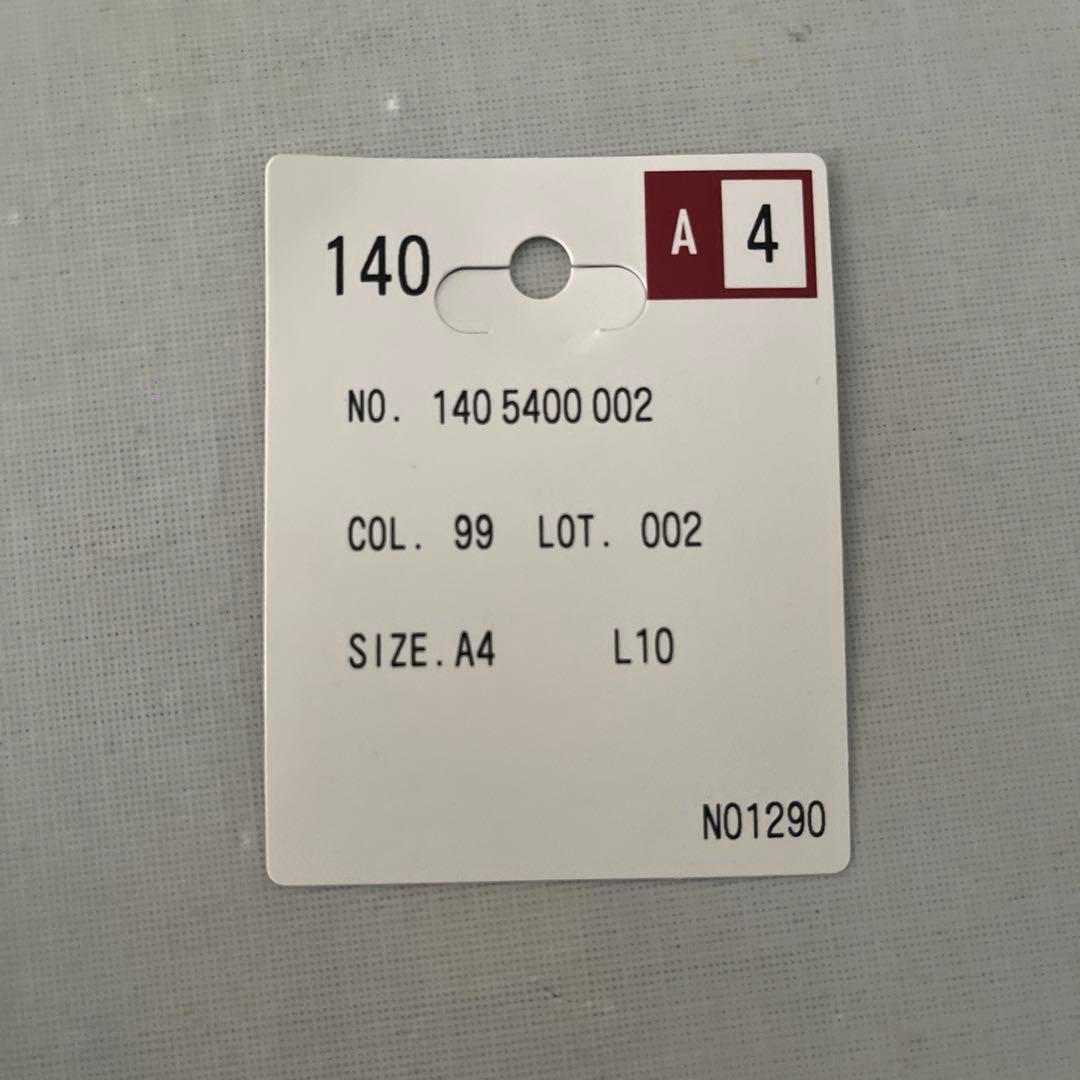 140 A 4
NO. 140 5400 002
COL. 99 LOT. 002
SIZE. A4 L10
N01290